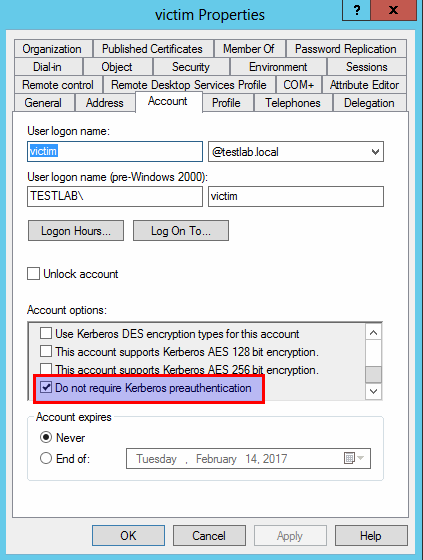 victim Properties
?
x
Organization Published Certificates Member Of Password Replication
Dial-in Object Security Environment Sessions
Remote control Remote Desktop Services Profile COM+ Attribute Editor
General Address Account Profile Telephones Delegation
User logon name:
victim @testlab.local
User logon name (pre-Windows 2000):
TESTLAB\ victim
Logon Hours... Log On To...
Unlock account
Account options:
Use Kerberos DES encryption types for this account
This account supports Kerberos AES 128 bit encryption.
This account supports Kerberos AES 256 bit encryption.
Do not require Kerberos preauthentication
Account expires
Never
End of: Tuesday , February 14, 2017
OK Cancel Apply Help